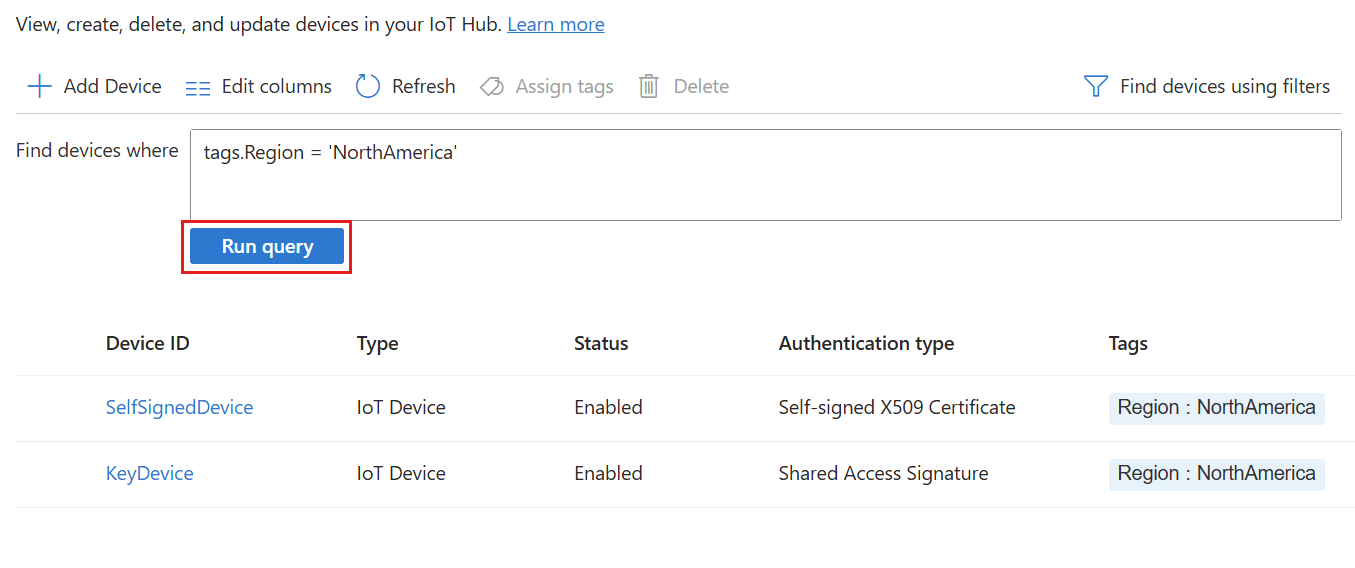 View, create, delete, and update devices in your IoT Hub. Learn more
Add Device Edit columns Refresh Assign tags Delete Find devices using filters
Find devices where tags.Region = 'NorthAmerica'
Run query
Device ID Type Status Authentication type Tags
SelfSignedDevice IoT Device Enabled Self-signed X509 Certificate Region : NorthAmerica
KeyDevice IoT Device Enabled Shared Access Signature Region : NorthAmerica